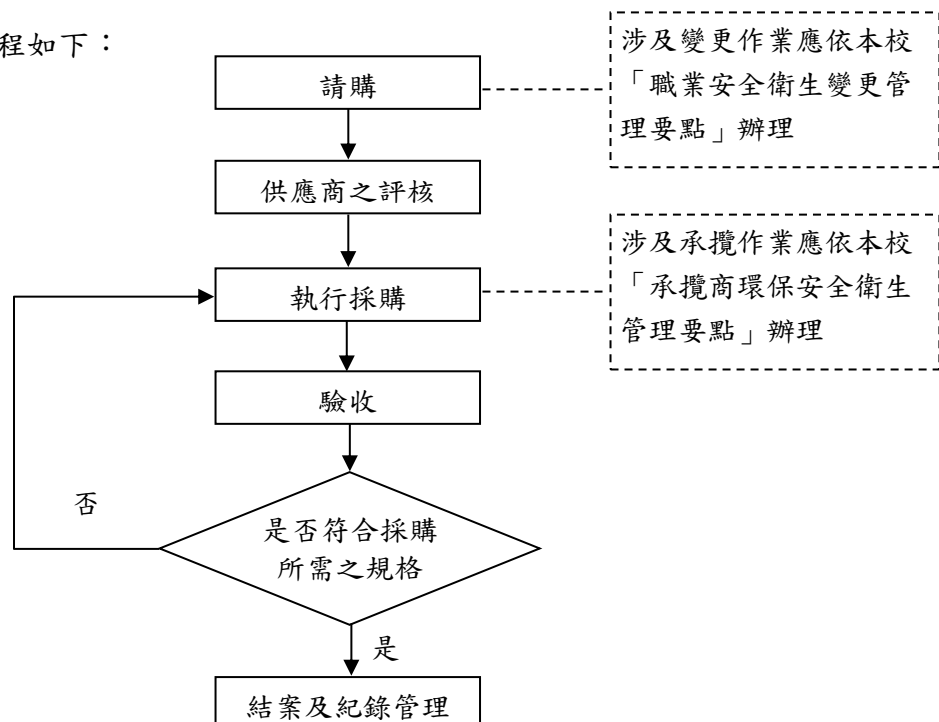 程如下：
請購
涉及變更作業應依本校
「職業安全衛生變更管
理要點」辦理
供應商之評核
執行採購
涉及承攬作業應依本校
「承攬商環保安全衛生
管理要點」辦理
驗收
否
是否符合採購
所需之規格
是
結案及紀錄管理